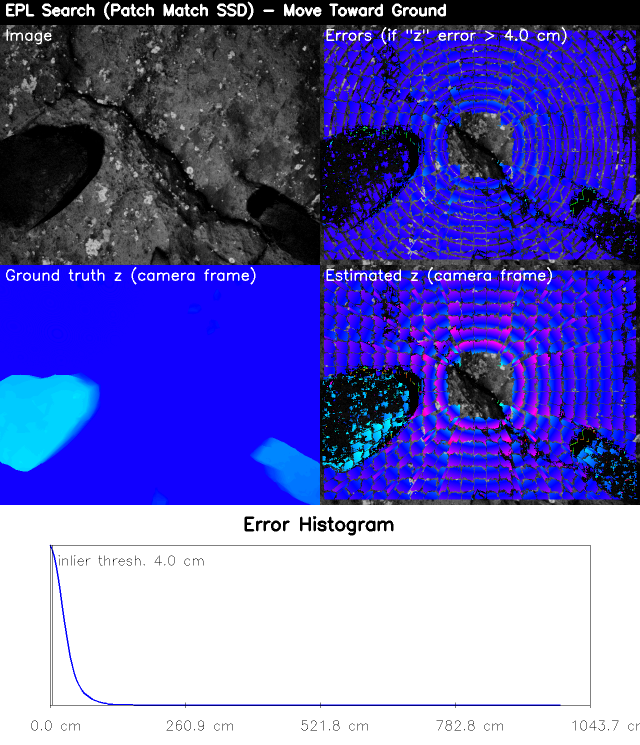 EPL Search (Patch Match SSD) – Move Toward Ground
Image
Errors (if "z" error > 4.0 cm)
Ground truth z (camera frame)
Estimated z (camera frame)
Error Histogram
inlier thresh. 4.0 cm
0.0 cm 260.9 cm 521.8 cm 782.8 cm 1043.7 cr